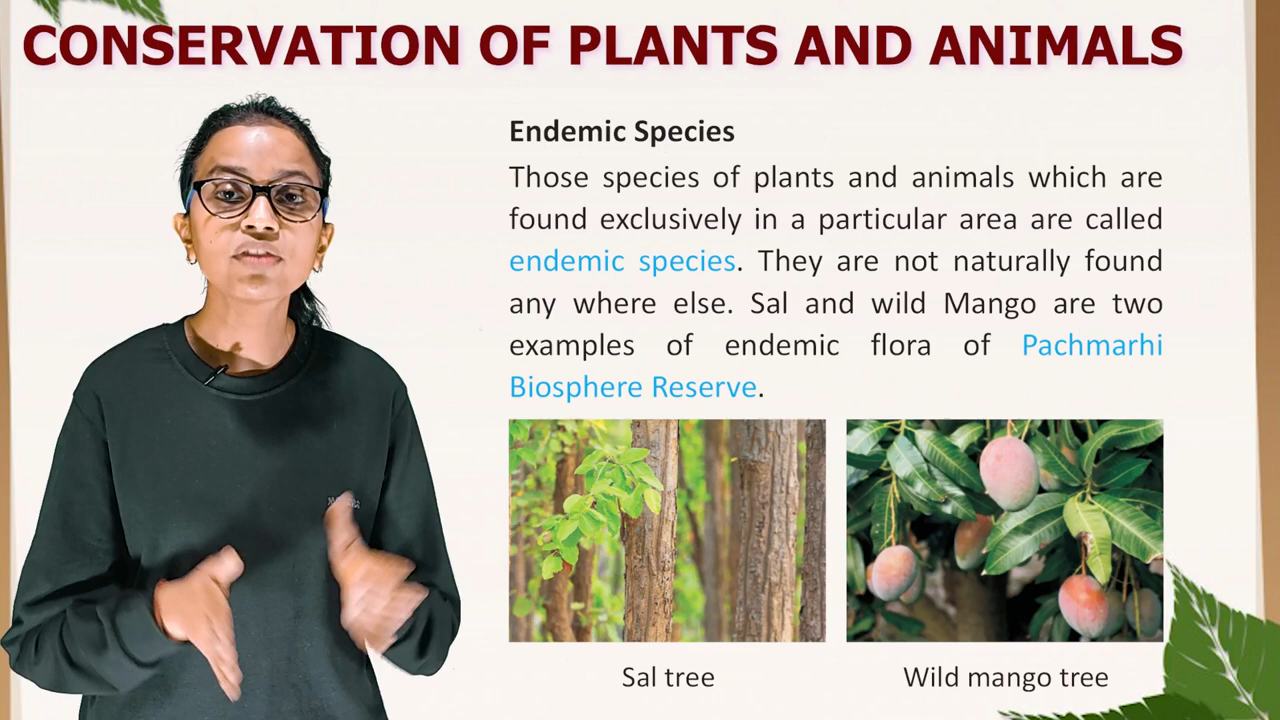 CONSERVATION OF PLANTS AND ANIMALS
Endemic Species
Those species of plants and animals which are
found exclusively in a particular area are called
endemic species. They are not naturally found
any where else. Sal and wild Mango are two
examples of endemic flora of Pachmarhi
Biosphere Reserve.
Sal tree
Wild mango tree